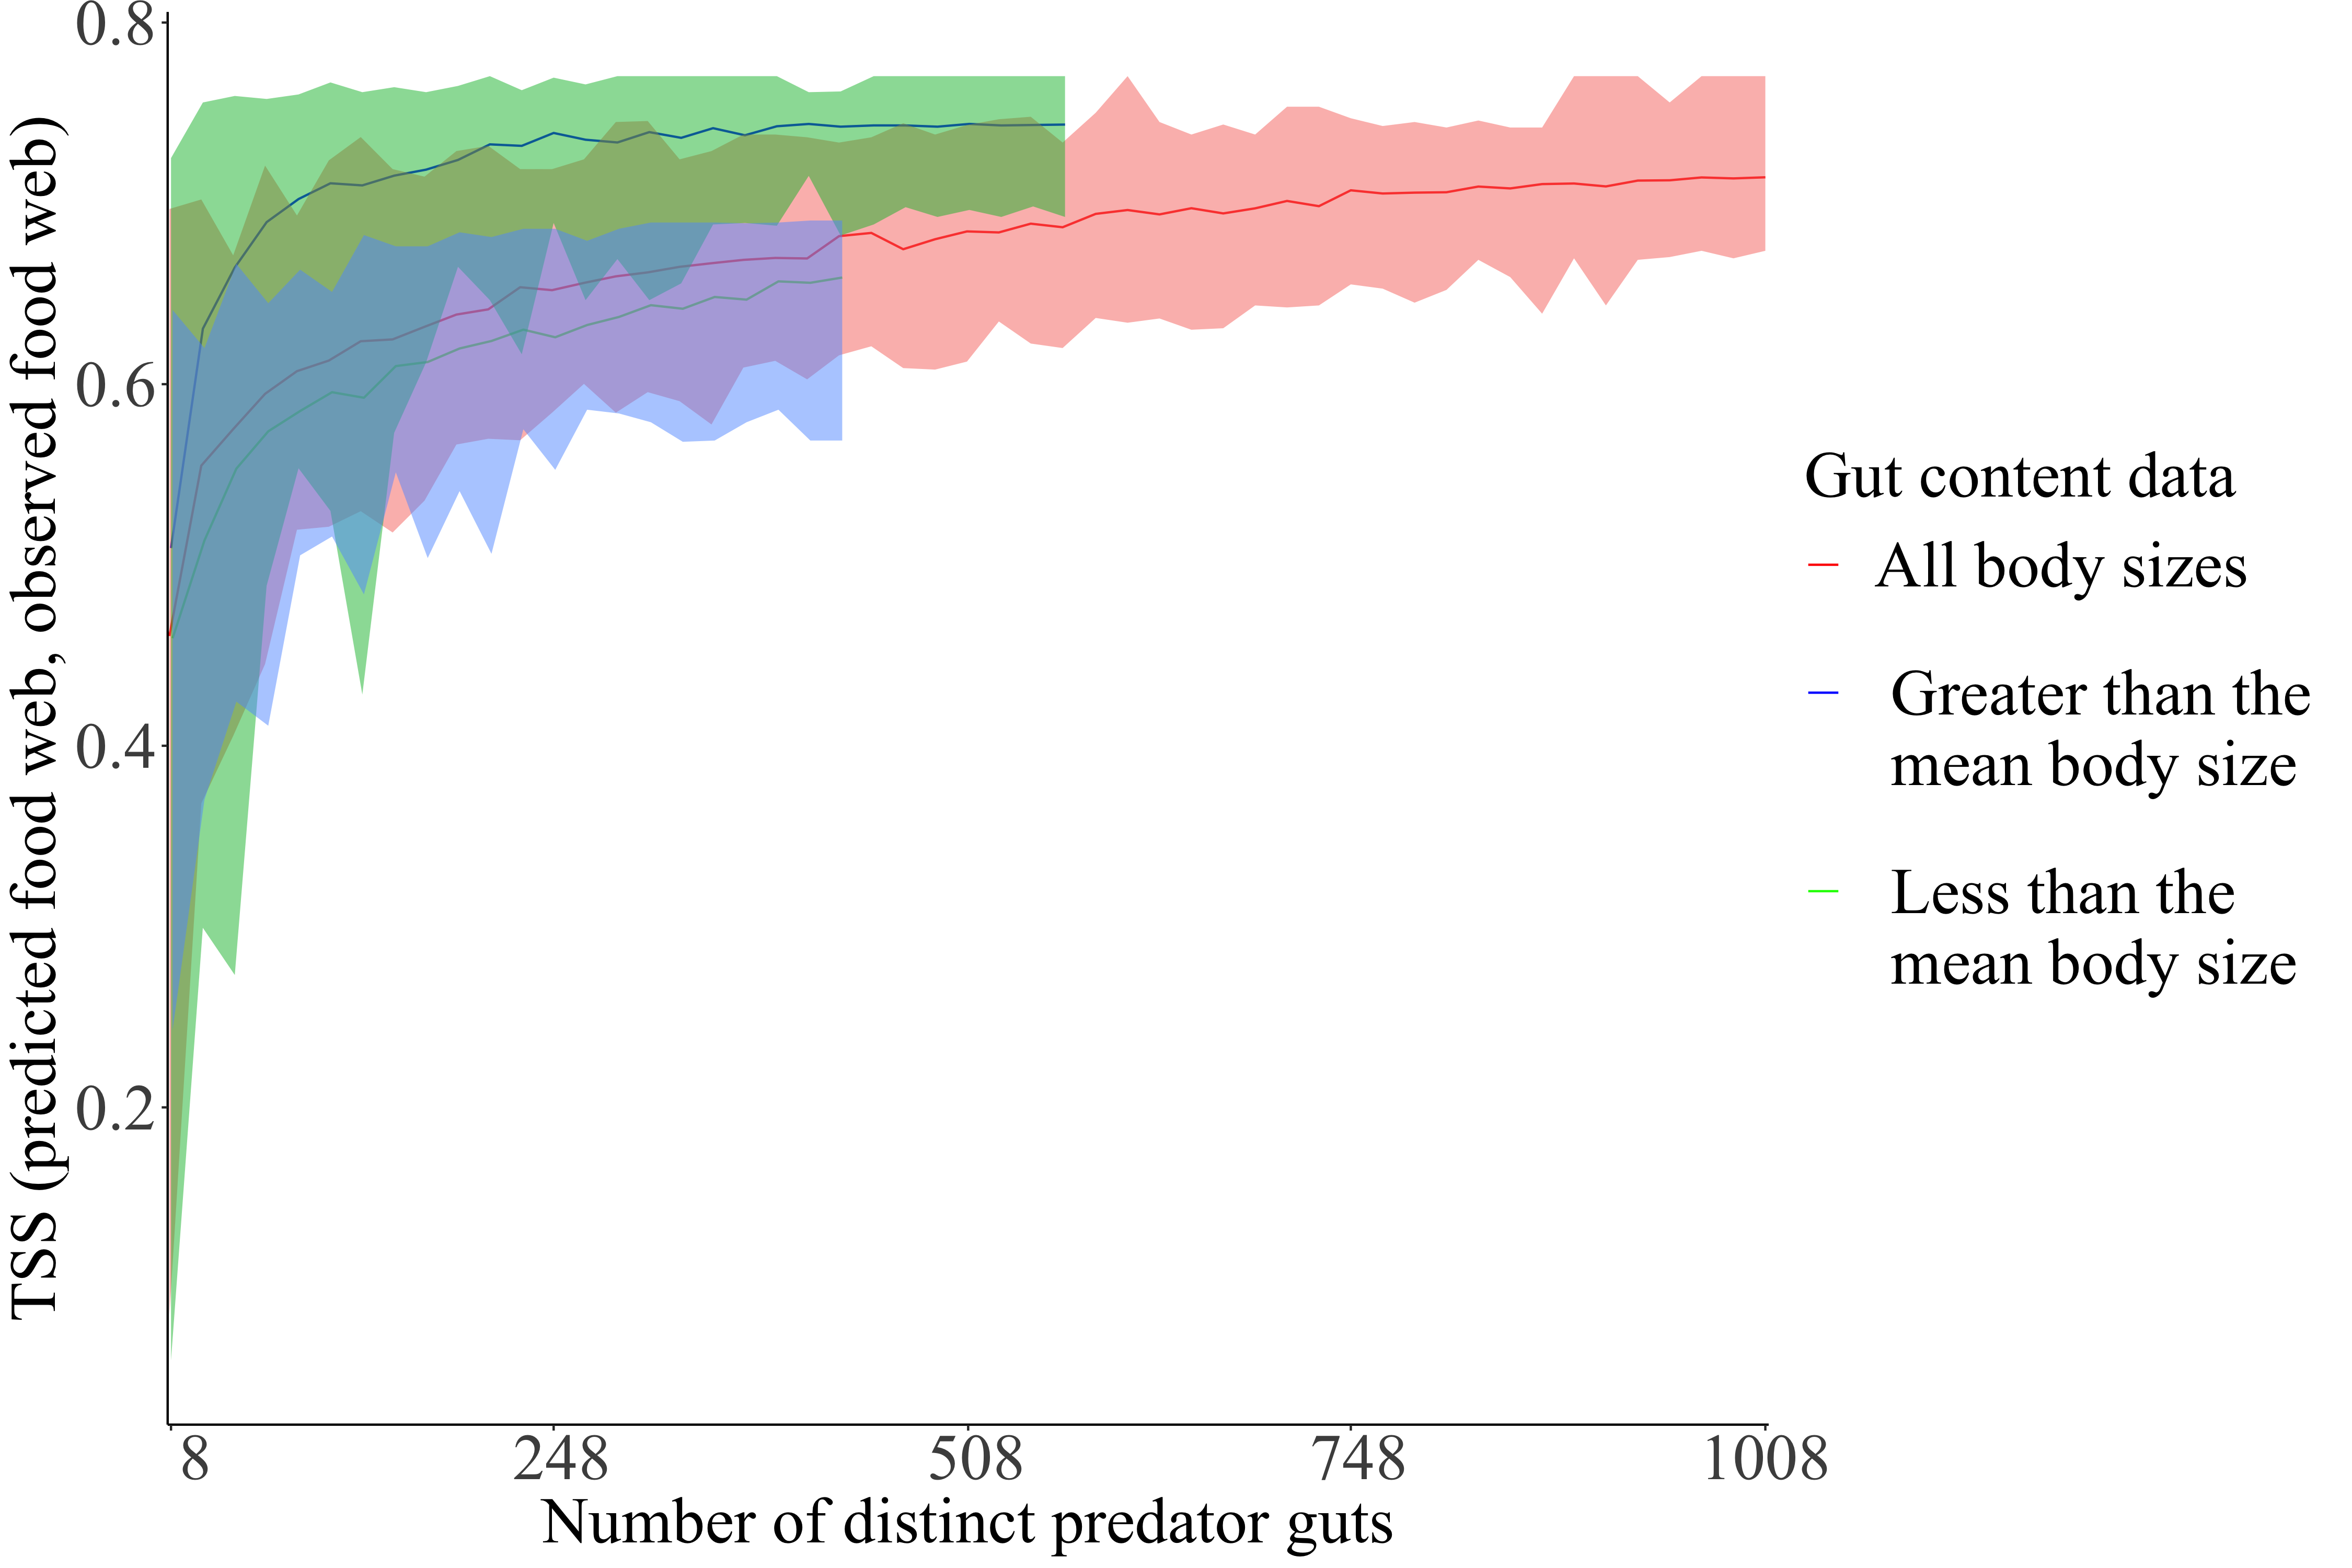 TSS (predicted food web, observed food web)
0.8
0.6
0.4
0.2
8 248 508 748 1008
Number of distinct predator guts
Gut content data
All body sizes
Greater than the
mean body size
Less than the
mean body size